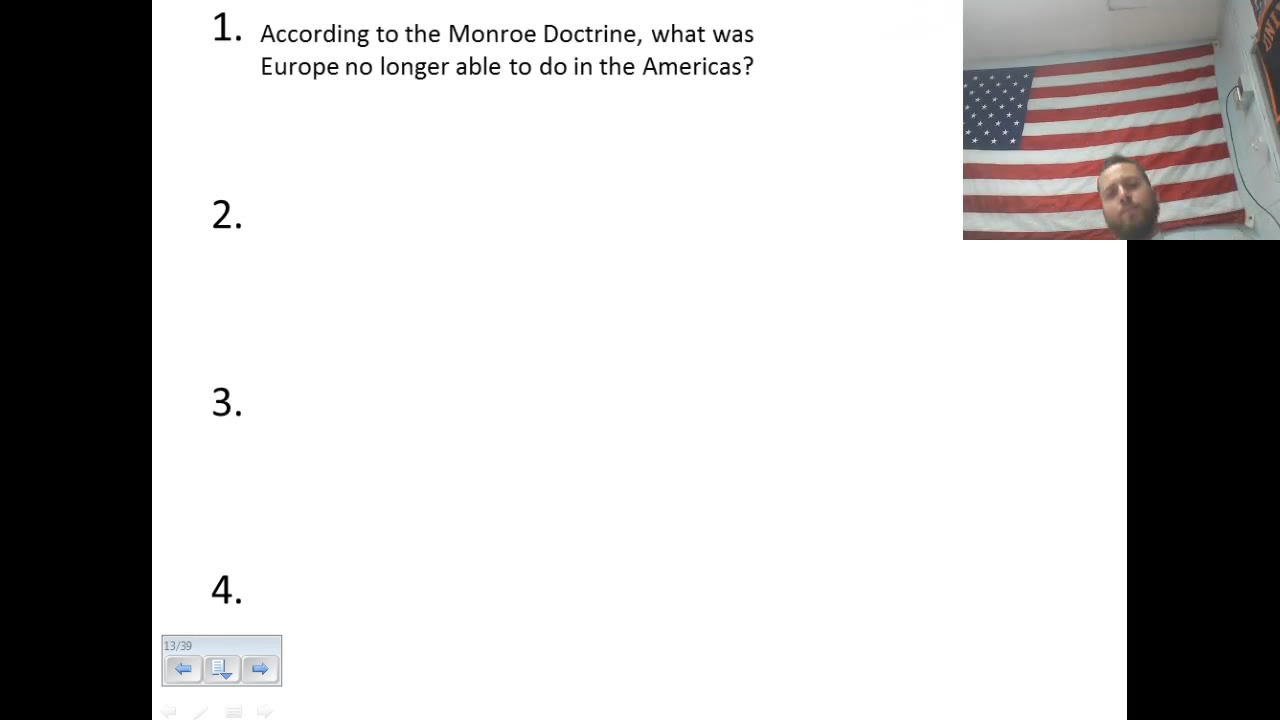 1. According to the Monroe Doctrine, what was
Europe no longer able to do in the Americas?
2.
3.
4.
13/39